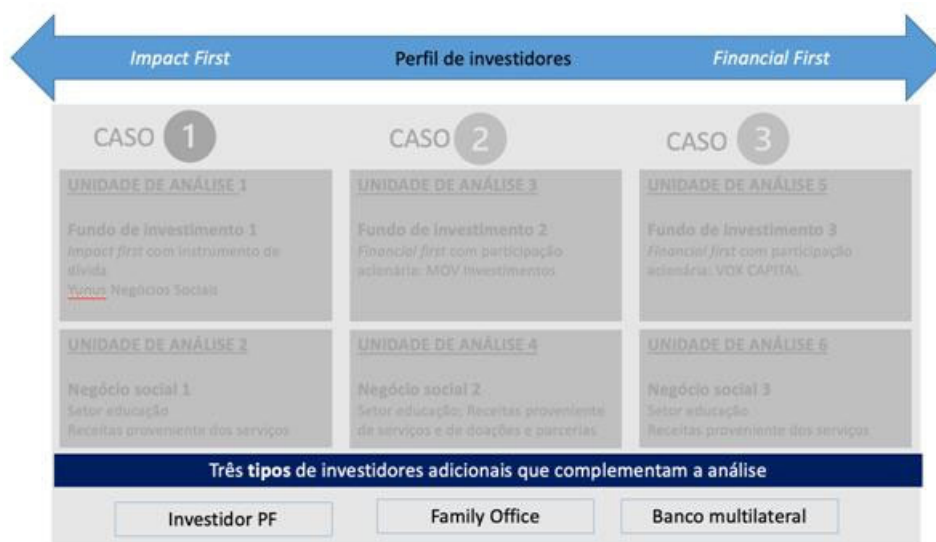 Impact First
Perfil de investidores
Financial First
CASO 1
CASO 2
CASO 3
UNIDADE DE ANÁLISE 1
Fundo de investimento 1
Impact first com instrumento de
dívida
Yunus Negócios Sociais
UNIDADE DE ANÁLISE 3
Fundo de investimento 2
Financial first com participação
acionária: MOV Investimentos
UNIDADE DE ANÁLISE 5
Fundo de investimento 3
Financial first com participação
acionária: VOX CAPITAL
UNIDADE DE ANÁLISE 2
Negócio social 1
Setor educação
Receitas proveniente dos serviços
UNIDADE DE ANÁLISE 4
Negócio social 2
Setor educação; Receitas proveniente
de serviços e de doações e parcerias
UNIDADE DE ANÁLISE 6
Negócio social 3
Setor educação
Receitas proveniente dos serviços
Três tipos de investidores adicionais que complementam a análise
Investidor PF
Family Office
Banco multilateral